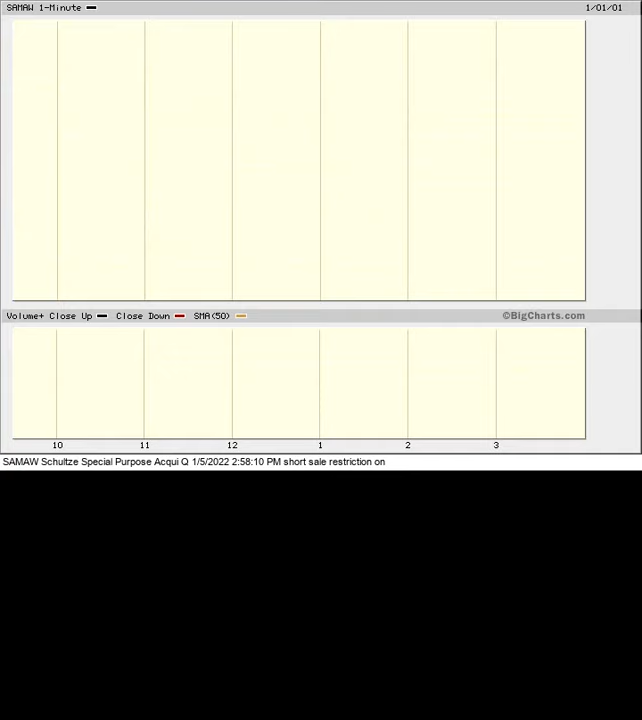 SAMAW 1-Minute 1/01/01
Volume+ Close Up Close Down SMA(50) ©BigCharts.com
10 11 12 1 2 3
SAMAW Schultze Special Purpose Acqui Q 1/5/2022 2:58:10 PM short sale restriction on